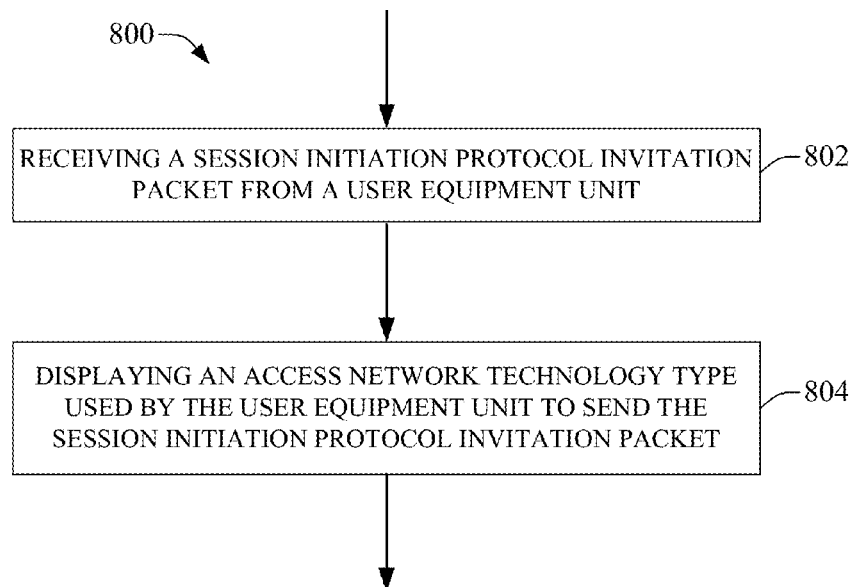 800
RECEIVING A SESSION INITIATION PROTOCOL INVITATION
PACKET FROM A USER EQUIPMENT UNIT
802
DISPLAYING AN ACCESS NETWORK TECHNOLOGY TYPE
USED BY THE USER EQUIPMENT UNIT TO SEND THE
SESSION INITIATION PROTOCOL INVITATION PACKET
804